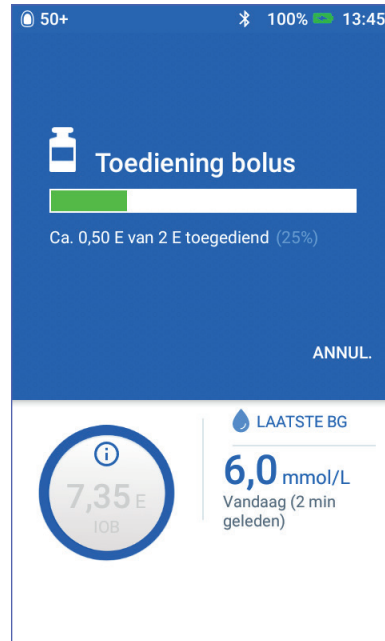 50+ 100% 13:45
Toediening bolus
Ca. 0,50 E van 2 E toegediend (25%)
ANNUL.
i
7,35 E
IOB
LAATSTE BG
6,0 mmol/L
Vandaag (2 min
geleden)